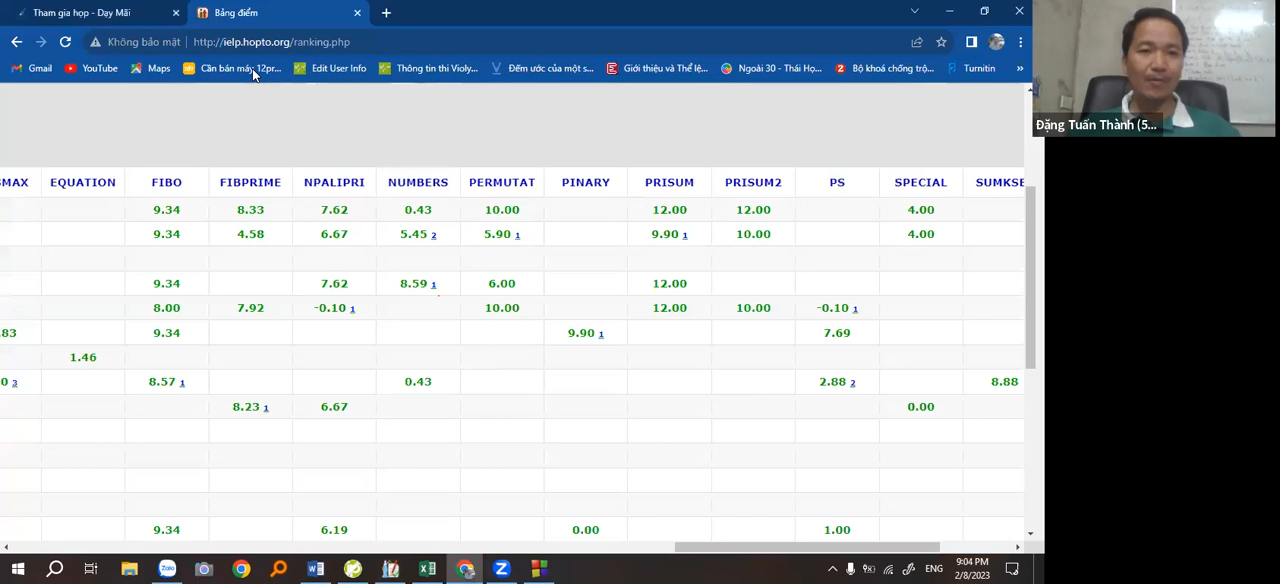 Tham gia họp - Dạy Mãi
Bảng điểm
Không bảo mật
http://ielp.hopto.org/ranking.php
Gmail YouTube Maps Cần bán máy 12pr... Edit User Info Thông tin thi Violy... Đếm ước của một s... Giới thiệu và Thể lệ... Ngoài 30 - Thái Họ... Bộ khoá chống trộ... Turnitin »
Đặng Tuấn Thành (5...
SMAX EQUATION FIBO FIBPRIME NPALIPRI NUMBERS PERMUTAT PINARY PRISUM PRISUM2 PS SPECIAL SUMKSE
9.34 8.33 7.62 0.43 10.00 12.00 12.00 4.00
9.34 4.58 6.67 5.45 2 5.90 1 9.90 1 10.00 4.00
9.34 7.62 8.59 1 6.00 12.00
8.00 7.92 -0.10 1 10.00 12.00 10.00 -0.10 1
.83 9.34 9.90 1 7.69
1.46
0 3 8.57 1 0.43 2.88 2 8.88
8.23 1 6.67 0.00
9.34 6.19 0.00 1.00
Zalo
ENG
9:04 PM
2/8/2023